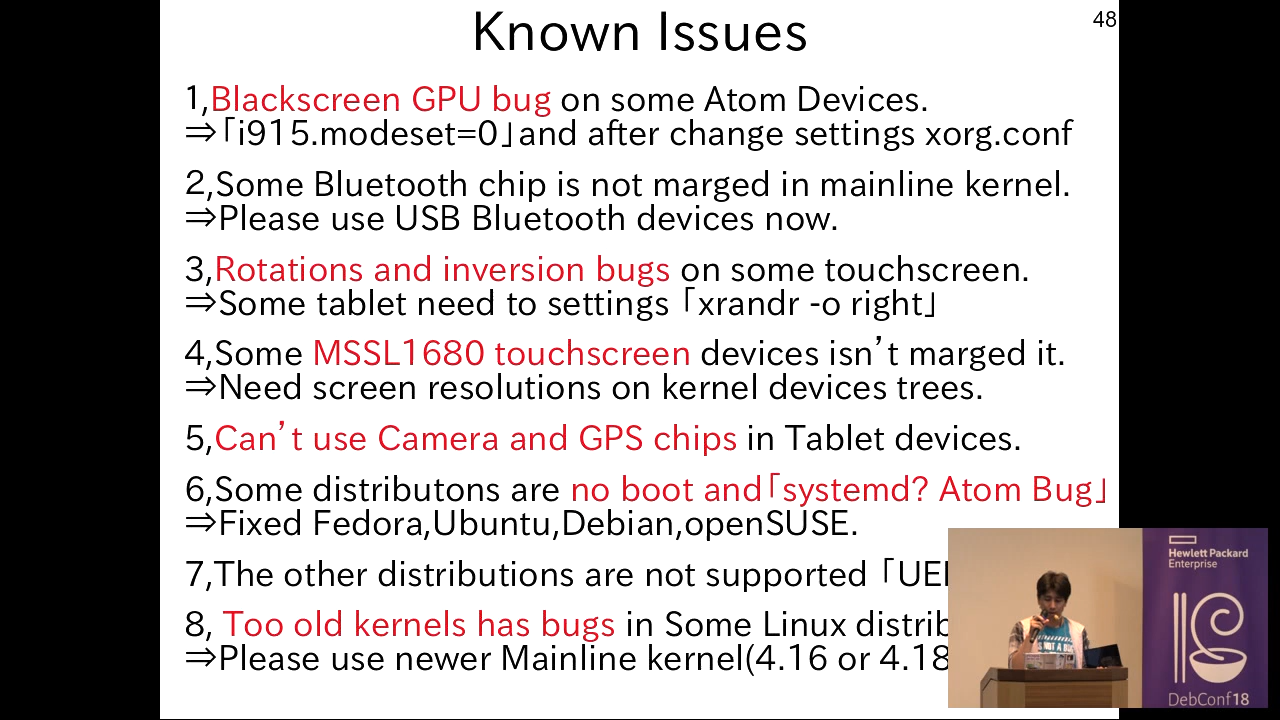 Known Issues
48
1,Blackscreen GPU bug on some Atom Devices.
⇒「i915.modeset=0」and after change settings xorg.conf
2,Some Bluetooth chip is not marged in mainline kernel.
⇒Please use USB Bluetooth devices now.
3,Rotations and inversion bugs on some touchscreen.
⇒Some tablet need to settings「xrandr -o right」
4,Some MSSL1680 touchscreen devices isn’t marged it.
⇒Need screen resolutions on kernel devices trees.
5,Can’t use Camera and GPS chips in Tablet devices.
6,Some distributons are no boot and「systemd? Atom Bug」
⇒Fixed Fedora,Ubuntu,Debian,openSUSE.
7,The other distributions are not supported
8, Too old kernels has bugs in Some Linux
⇒Please use newer Mainline kernel(4.16 or 4.18
Hewlett Packard
Enterprise
DebConf18